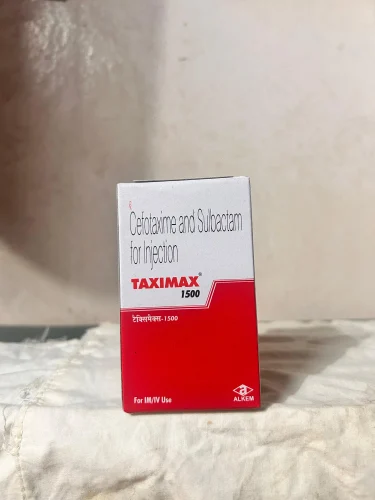 Cefotaxime and Sulbactam
for Injection
TAXIMAX®
1500
टैक्सिमेक्स-1500
For IM/IV Use
a
ALKEM